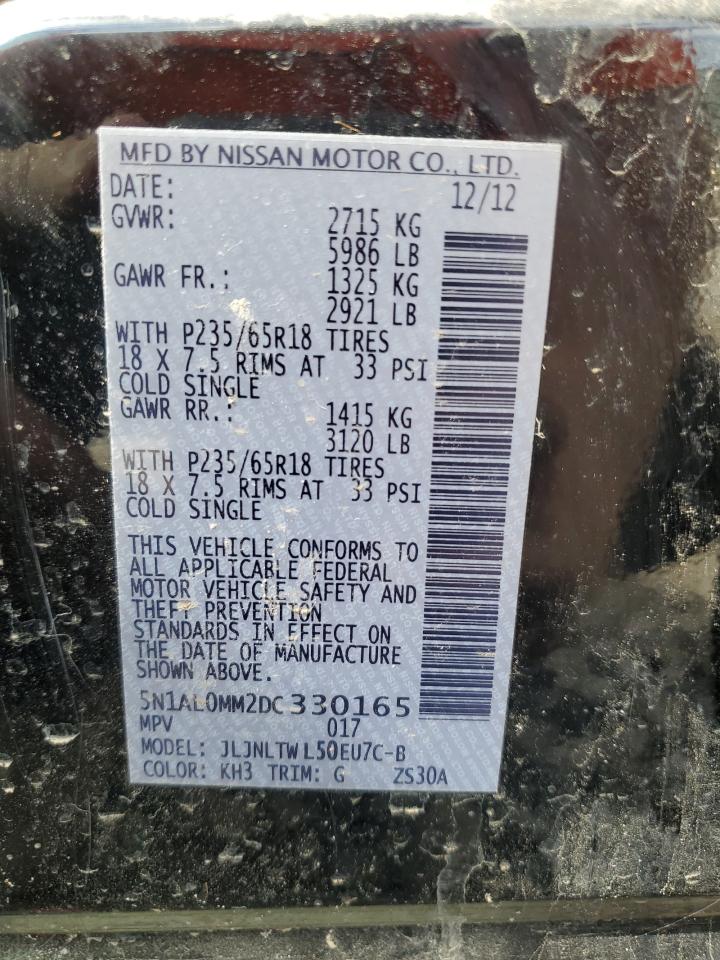 MFD BY NISSAN MOTOR CO., LTD.
DATE: 12/12
GVWR: 2715 KG
5986 LB
GAWR FR.: 1325 KG
2921 LB
WITH P235/65R18 TIRES
18 X 7.5 RIMS AT 33 PSI
COLD SINGLE
GAWR RR.: 1415 KG
3120 LB
WITH P235/65R18 TIRES
18 X 7.5 RIMS AT 33 PSI
COLD SINGLE
THIS VEHICLE CONFORMS TO
ALL APPLICABLE FEDERAL
MOTOR VEHICLE SAFETY AND
THEFT PREVENTION
STANDARDS IN EFFECT ON
THE DATE OF MANUFACTURE
SHOWN ABOVE.
5N1AL0MM2DC330165
MPV 017
MODEL: JLJNLTWL50EU7C-B
COLOR: KH3 TRIM: G ZS30A